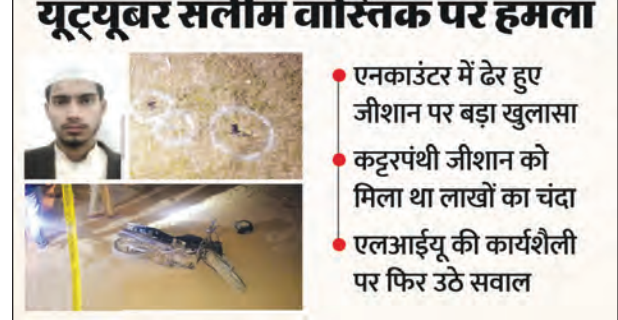 यूट्यूबर सलीम वास्तिक पर हमला
एनकाउंटर में ढेर हुए
जीशान पर बड़ा खुलासा
कट्टरपंथी जीशान को
मिला था लाखों का चंदा
एलआईयू की कार्यशैली
पर फिर उठे सवाल